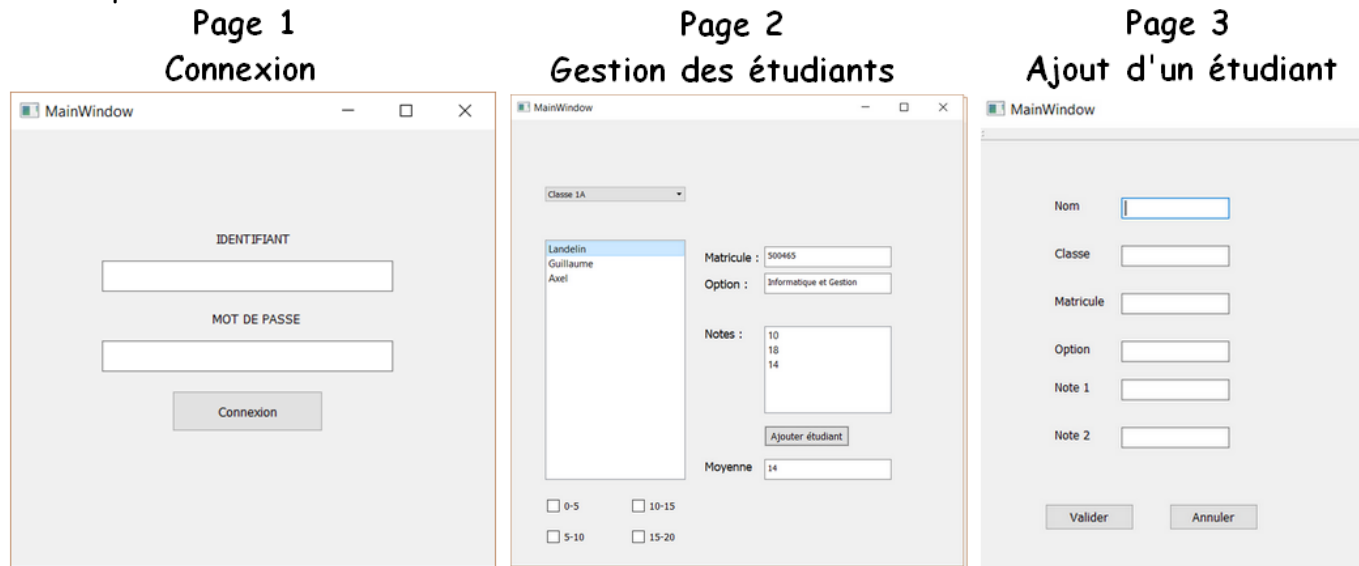 Page 1
Connexion
MainWindow
IDENTIFIANT
MOT DE PASSE
Connexion
Page 2
Gestion des étudiants
MainWindow
Classe 1A
Landelin
Guillaume
Axel
Matricule : 500465
Option : Informatique et Gestion
Notes : 10
18
14
Ajouter étudiant
Moyenne 14
0-5 10-15
5-10 15-20
Page 3
Ajout d'un étudiant
MainWindow
Nom
Classe
Matricule
Option
Note 1
Note 2
Valider Annuler